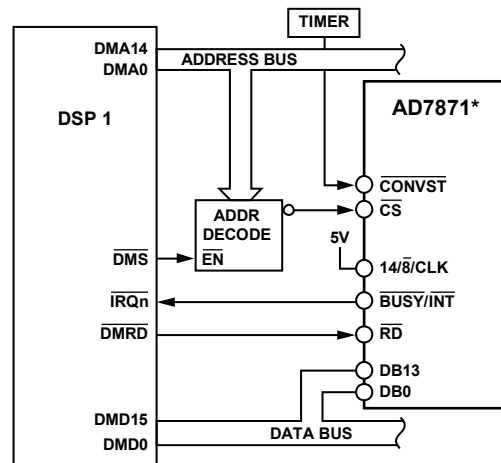 TIMER
DMA14
DMA0
ADDRESS BUS
DSP 1
AD7871*
CONVST
CS
ADDR
DECODE
EN
DMS
5V
14/8/CLK
IRQn
BUSY/INT
DMRD
RD
DB13
DB0
DMD15
DMD0
DATA BUS